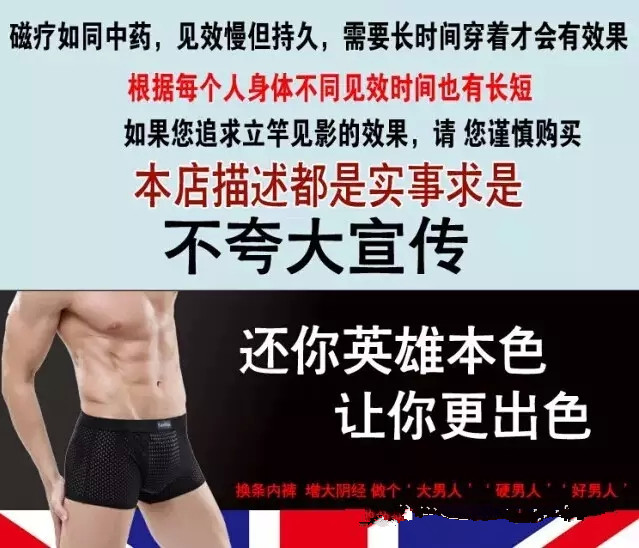 磁疗如同中药，见效慢但持久，需要长时间穿着才会有效果
根据每个人身体不同见效时间也有长短
如果您追求立竿见影的效果，请 您谨慎购买
本店描述都是实事求是
不夸大宣传
还你英雄本色
让你更出色
换条内裤 增大阴经 做个‘大男人’‘硬男人’‘好男人’